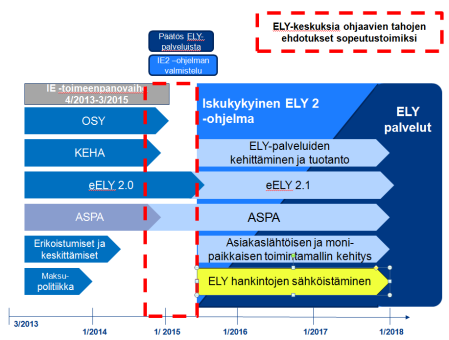 Päätös ELY-
palveluista
IE2 –ohjelman
valmistelu
ELY-keskuksia ohjaavien tahojen
ehdotukset sopeutustoimiksi
IE -toimeenpanovaih
4/2013-3/2015
Iskukykyinen ELY 2
-ohjelma
ELY
palvelut
OSY
KEHA
ELY-palveluiden
kehittäminen ja tuotanto
eELY 2.0
eELY 2.1
ASPA
ASPA
Erikoistumiset ja
keskittämiset
Asiakaslähtöisen ja moni-
paikkaisen toimintamallin kehitys
Maksu-
politiikka
ELY hankintojen sähköistäminen
3/2013
1/2014
1/2015
1/2016
1/2017
1/2018